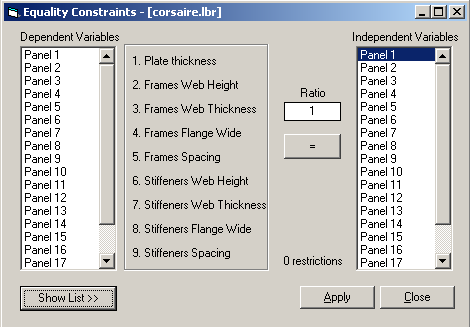 Equality Constraints - [corsaire.lbr]
Dependent Variables
Independent Variables
Panel 1
Panel 2
Panel 3
Panel 4
Panel 5
Panel 6
Panel 7
Panel 8
Panel 9
Panel 10
Panel 11
Panel 12
Panel 13
Panel 14
Panel 15
Panel 16
Panel 17
1. Plate thickness
2. Frames Web Height
3. Frames Web Thickness
4. Frames Flange Wide
5. Frames Spacing
6. Stiffeners Web Height
7. Stiffeners Web Thickness
8. Stiffeners Flange Wide
9. Stiffeners Spacing
Ratio
1
=
0 restrictions
Panel 1
Panel 2
Panel 3
Panel 4
Panel 5
Panel 6
Panel 7
Panel 8
Panel 9
Panel 10
Panel 11
Panel 12
Panel 13
Panel 14
Panel 15
Panel 16
Panel 17
Show List >>
Apply
Close